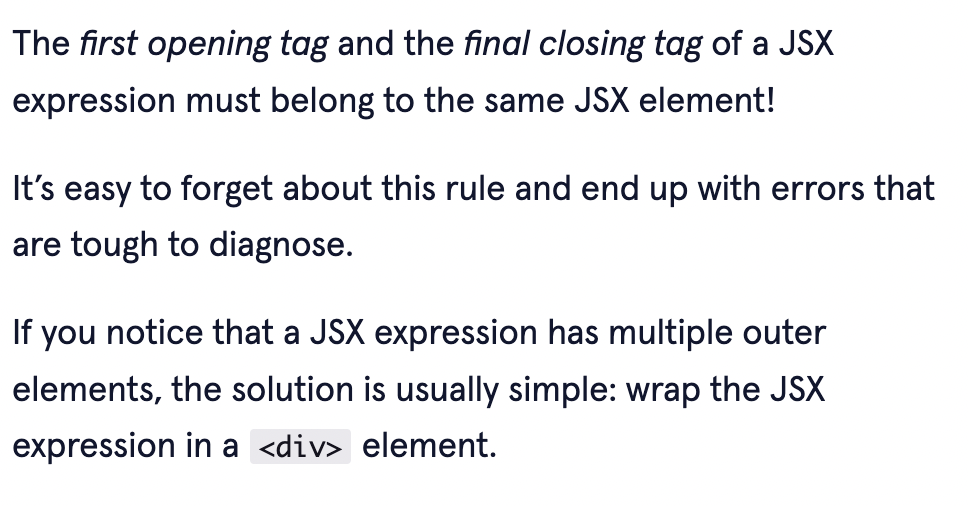 The first opening tag and the final closing tag of a JSX
expression must belong to the same JSX element!
It’s easy to forget about this rule and end up with errors that
are tough to diagnose.
If you notice that a JSX expression has multiple outer
elements, the solution is usually simple: wrap the JSX
expression in a <div> element.